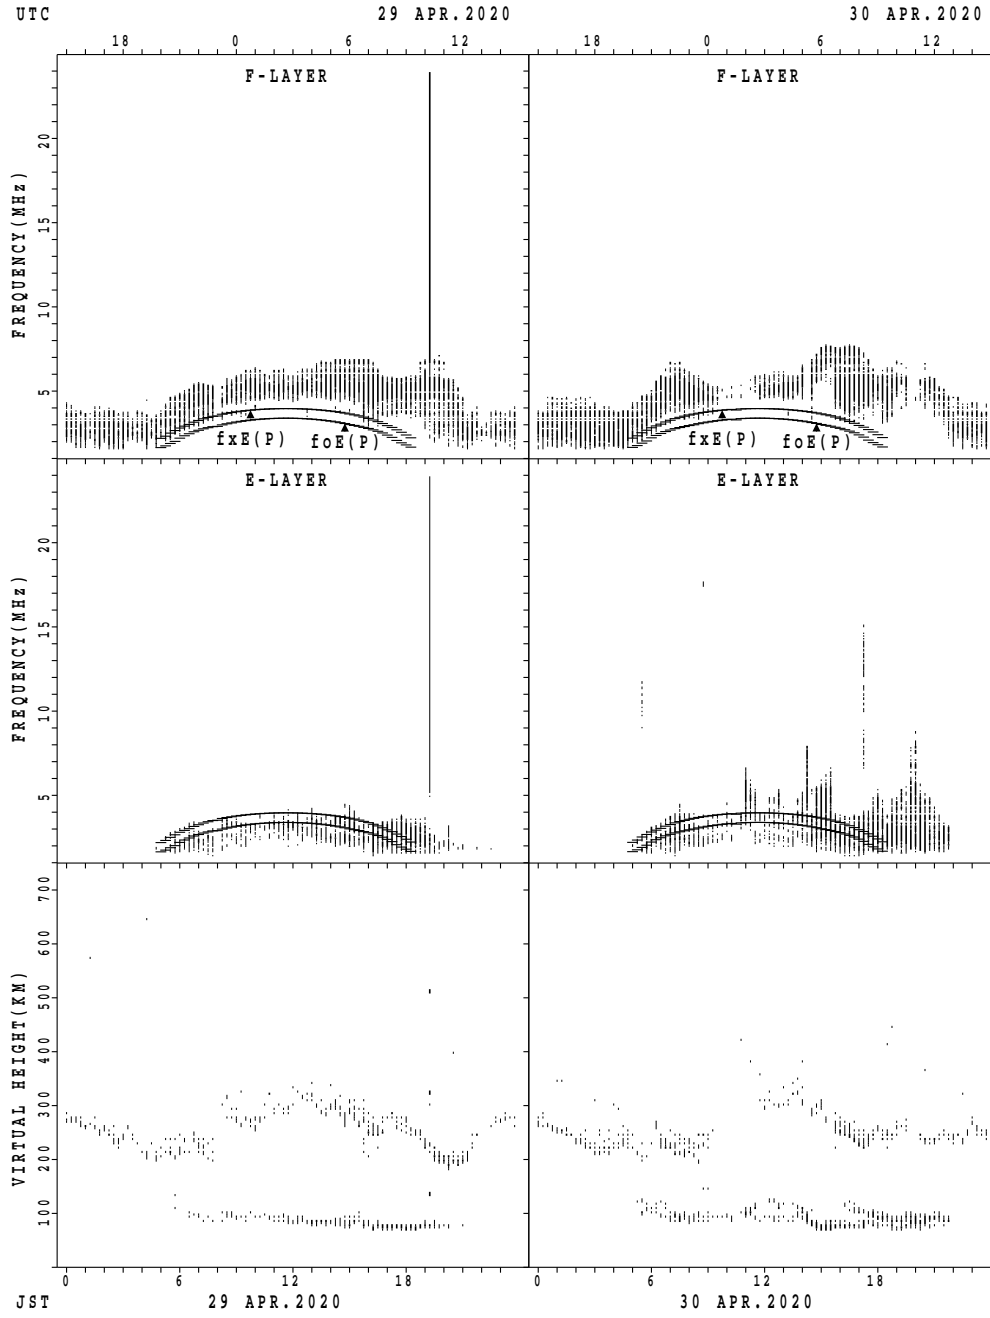 UTC 29 APR.2020 30 APR.2020
18 0 6 12 18 0 6 12
F-LAYER F-LAYER
FREQUENCY(MHz)
20
15
10
5
fxE(P) foE(P) fxE(P) foE(P)
E-LAYER E-LAYER
FREQUENCY(MHz)
20
15
10
5
VIRTUAL HEIGHT(KM)
700
600
500
400
300
200
100
0 6 12 18 0 6 12 18
JST 29 APR.2020 30 APR.2020